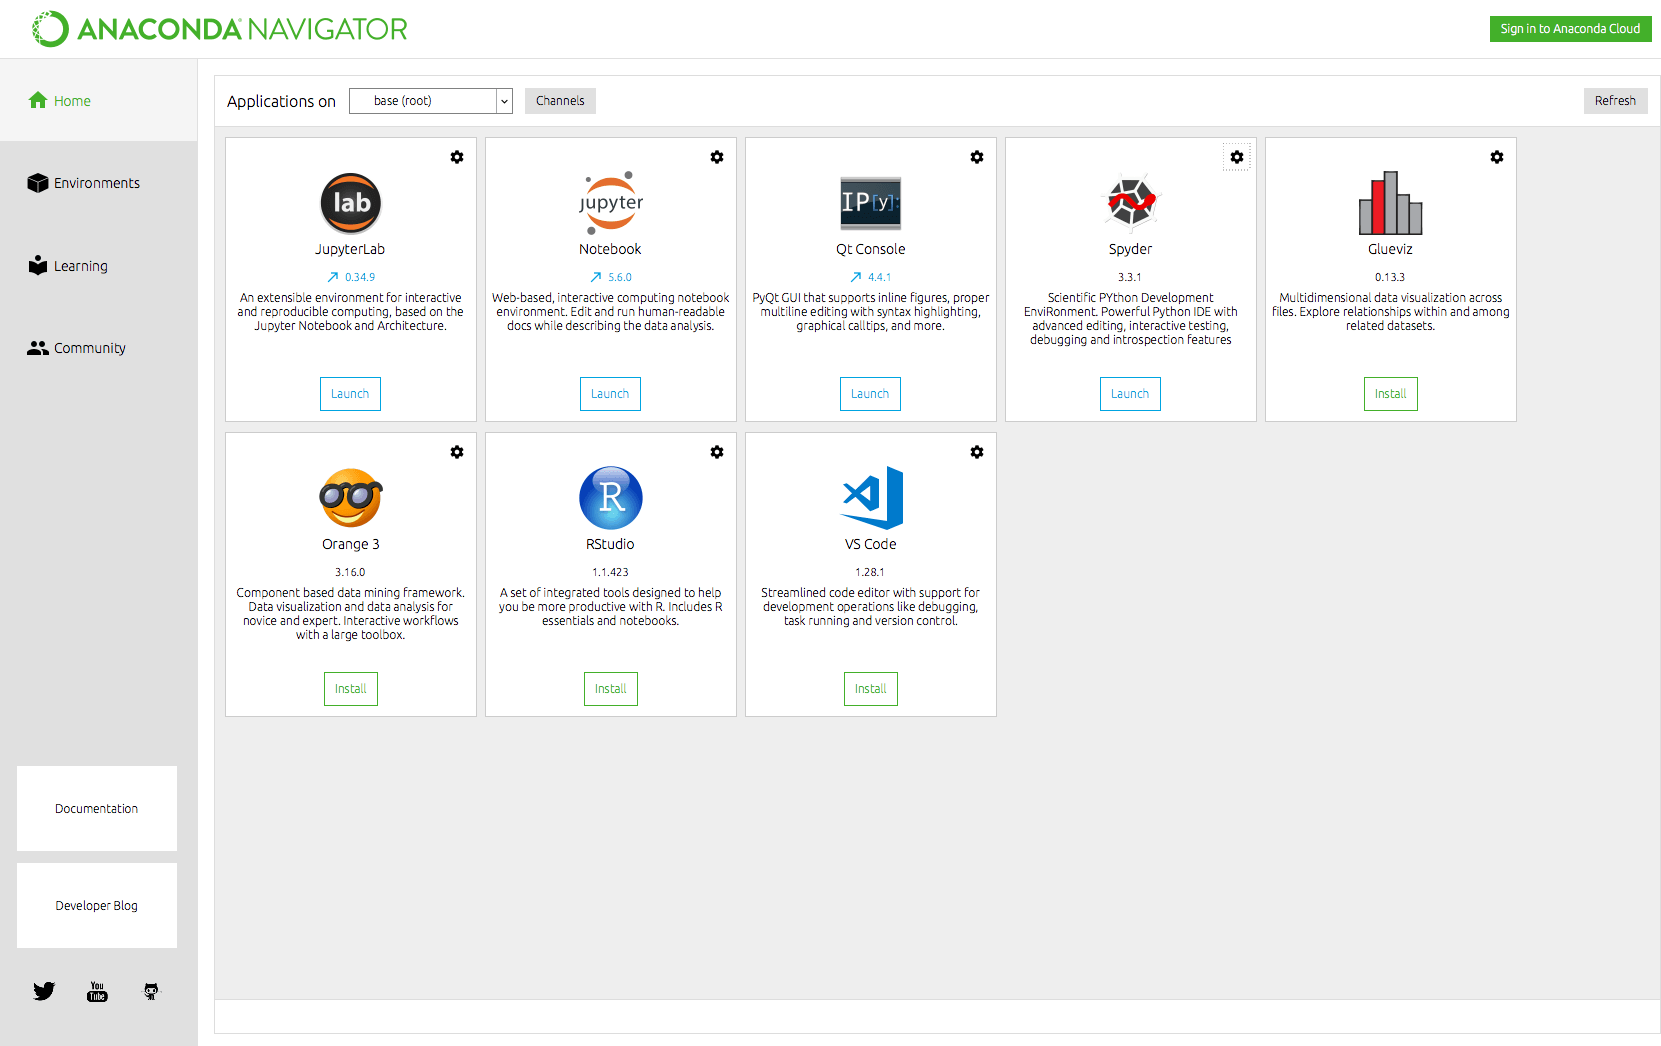 ANACONDA NAVIGATOR
Sign in to Anaconda Cloud
Home
Environments
Learning
Community
Documentation
Developer Blog
You
Tube
Applications on
base (root)
Channels
Refresh
lab
JupyterLab
0.34.9
An extensible environment for interactive
and reproducible computing, based on the
Jupyter Notebook and Architecture.
Launch
jupyter
Notebook
5.6.0
Web-based, interactive computing notebook
environment. Edit and run human-readable
docs while describing the data analysis.
Launch
IP[y]:
Qt Console
4.4.1
PyQt GUI that supports inline figures, proper
multiline editing with syntax highlighting,
graphical calltips, and more.
Launch
Spyder
3.3.1
Scientific PYthon Development
EnviRonment. Powerful Python IDE with
advanced editing, interactive testing,
debugging and introspection features
Launch
Glueviz
0.13.3
Multidimensional data visualization across
files. Explore relationships within and among
related datasets.
Install
Orange 3
3.16.0
Component based data mining framework.
Data visualization and data analysis for
novice and expert. Interactive workflows
with a large toolbox.
Install
R
RStudio
1.1.423
A set of integrated tools designed to help
you be more productive with R. Includes R
essentials and notebooks.
Install
VS Code
1.28.1
Streamlined code editor with support for
development operations like debugging,
task running and version control.
Install